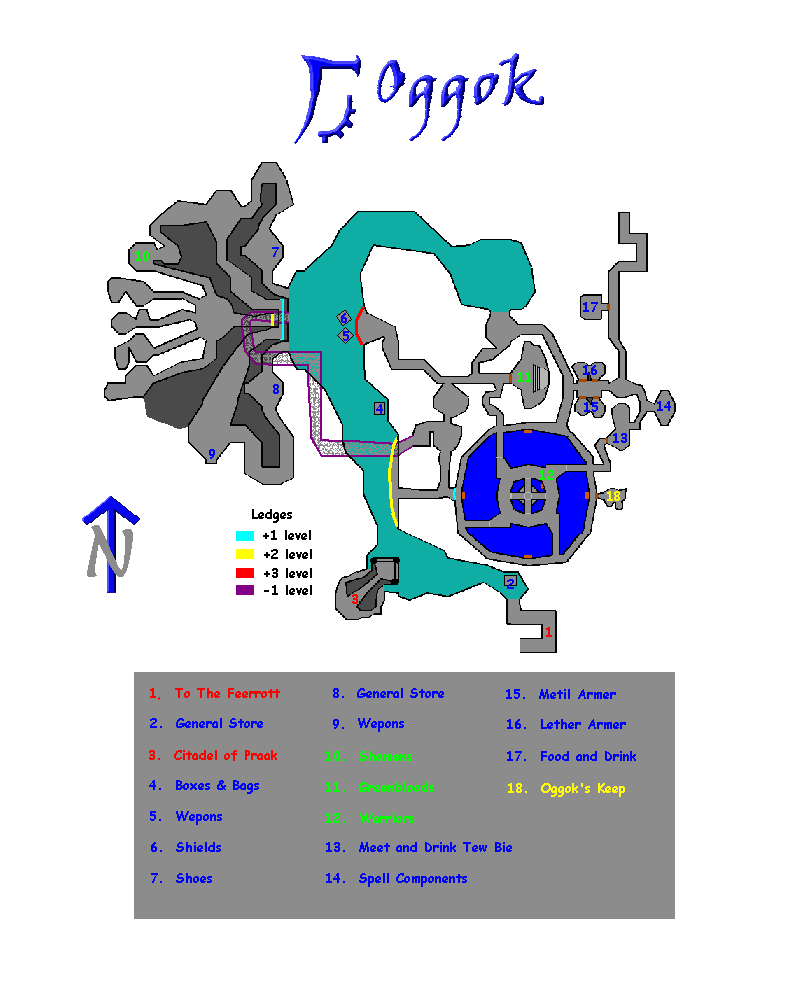 Oggok
7
10
17
6
5
16
11
8
4
15
14
13
9
12
18
N
Ledges
+1 level
+2 level
+3 level
-1 level
2
3
1
1, To The Feerrott
2. General Store
3. Citadel of Praak
4. Boxes & Bags
5. Wepons
6. Shields
7. Shoes
8. General Store
9. Wepons
10. Shamans
11. Greenbloods
12. Warriors
13. Meet and Drink Tew Bie
14. Spell Components
15. Metil Armer
16. Lether Armer
17. Food and Drink
18. Oggok's Keep